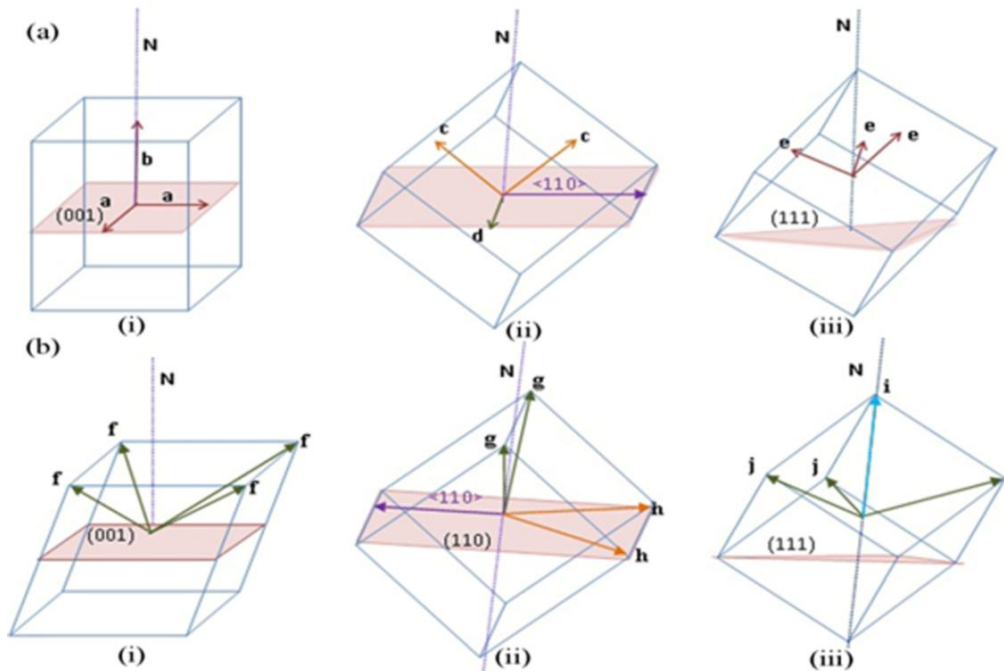 (a)
N
b
a
a
(001)
(i)
N
c
c
<110>
d
(ii)
N
e
e
e
(111)
(iii)
(b)
N
f
f
f
f
(001)
(i)
N
g
g
<110>
h
(110)
h
(ii)
N
i
j
j
(111)
(iii)